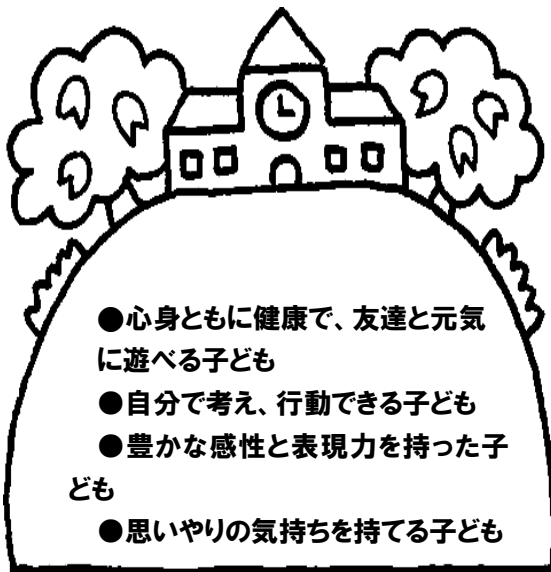 ●心身ともに健康で、友達と元気
に遊べる子ども
●自分で考え、行動できる子ども
●豊かな感性と表現力を持った子
ども
●思いやりの気持ちを持てる子ども